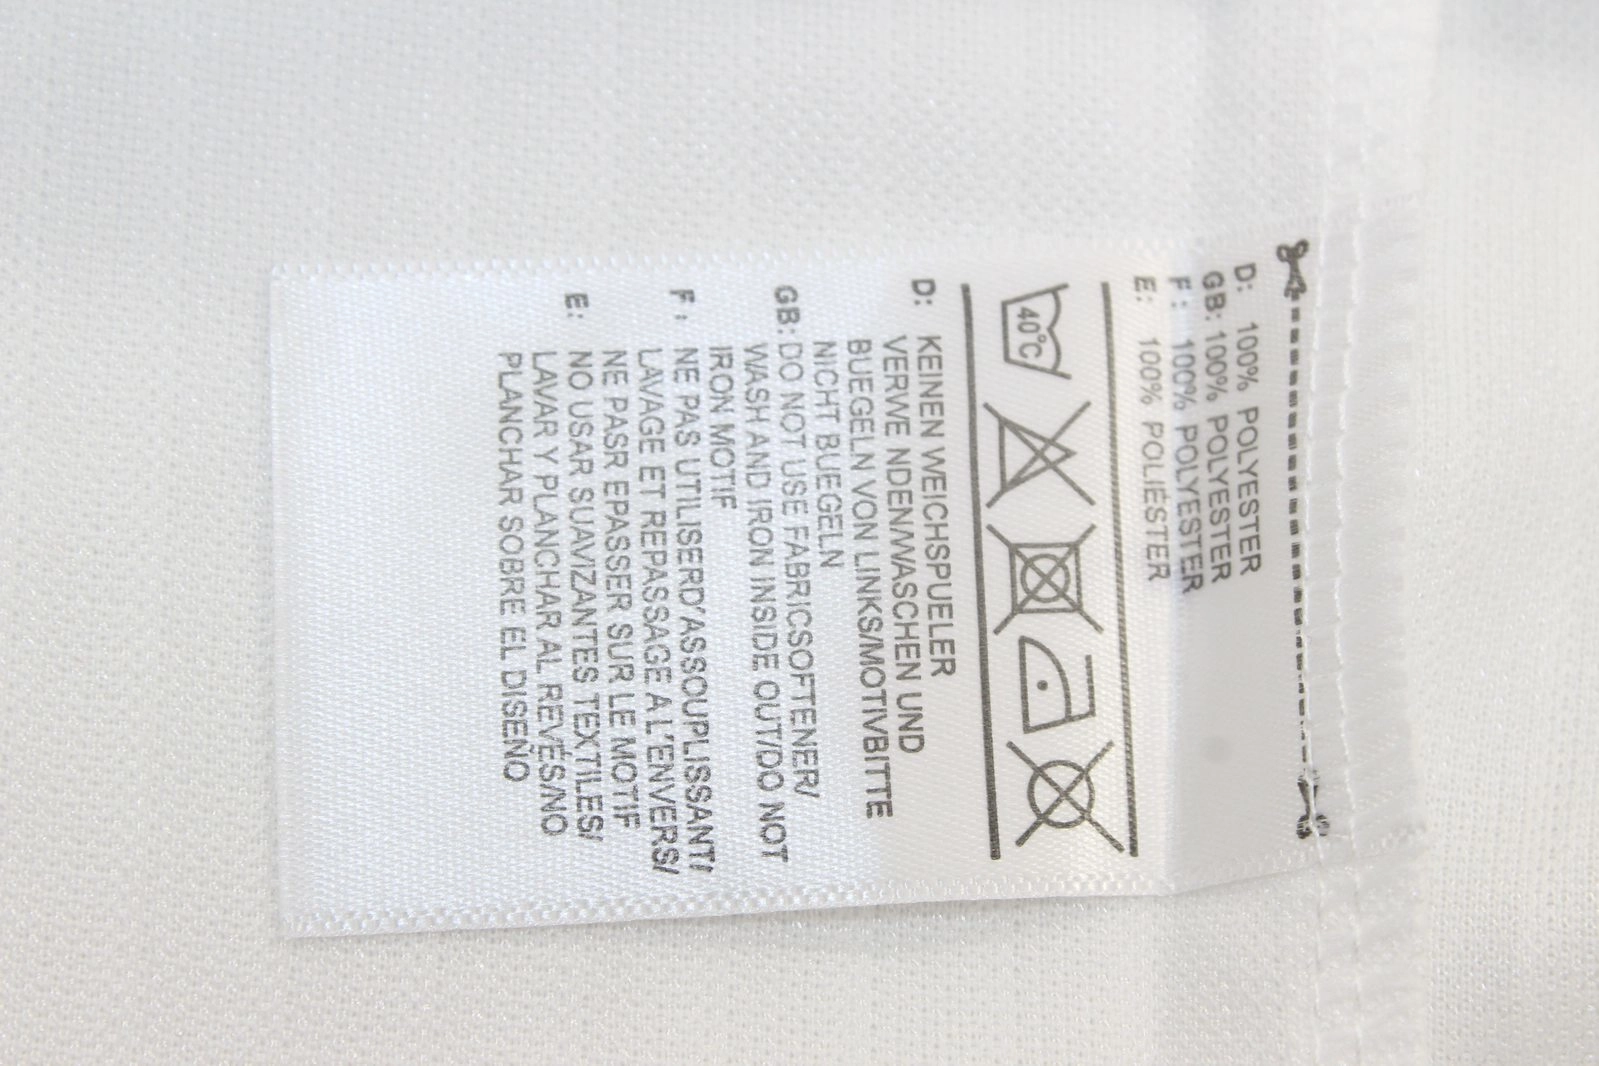 D: 100% POLYESTER
GB: 100% POLYESTER
F: 100% POLYESTER
E: 100% POLIÉSTER
40°C
D: KEINEN WEICHSPUELER
VERWE NDEN/WASCHEN UND
BUEGELN VON LINKS/MOTIVBITTE
NICHT BUEGELN
GB: DO NOT USE FABRICSOFTENER/
WASH AND IRON INSIDE OUT/DO NOT
IRON MOTIF
F: NE PAS UTILISERD'ASSOUPLISSANT/
LAVAGE ET REPASSAGE A L'ENVERS/
NE PASR EPASSER SUR LE MOTIF
E: NO USAR SUAVIZANTES TEXTILES/
LAVAR Y PLANCHAR AL REVÉS/NO
PLANCHAR SOBRE EL DISEÑO